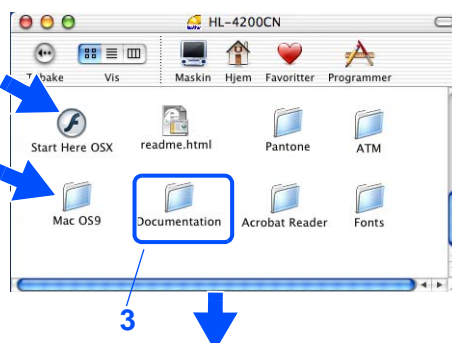 HL-4200CN
Tilbake Vis Maskin Hjem Favoritter Programmer
Start Here OSX readme.html Pantone ATM
Mac OS9 Documentation Acrobat Reader Fonts
3